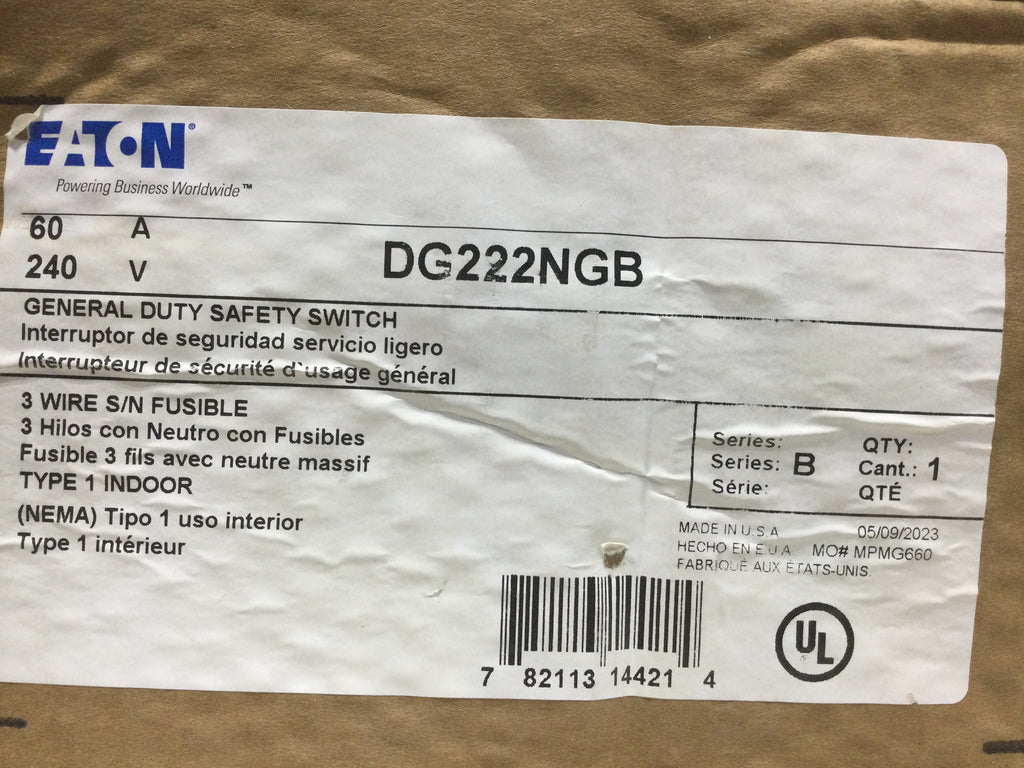 EATON®
Powering Business Worldwide™
60 A
240 V
DG222NGB
GENERAL DUTY SAFETY SWITCH
Interruptor de seguridad servicio ligero
Interrupteur de sécurité d`usage général
3 WIRE S/N FUSIBLE
3 Hilos con Neutro con Fusibles
Fusible 3 fils avec neutre massif
TYPE 1 INDOOR
(NEMA) Tipo 1 uso interior
Type 1 intérieur
Series: QTY:
Series: B Cant.: 1
Série: QTÉ
MADE IN U S A 05/09/2023
HECHO EN E.U A MO# MPMG660
FABRIQUE AUX ÉTATS-UNIS.
UL
7 82113 14421 4